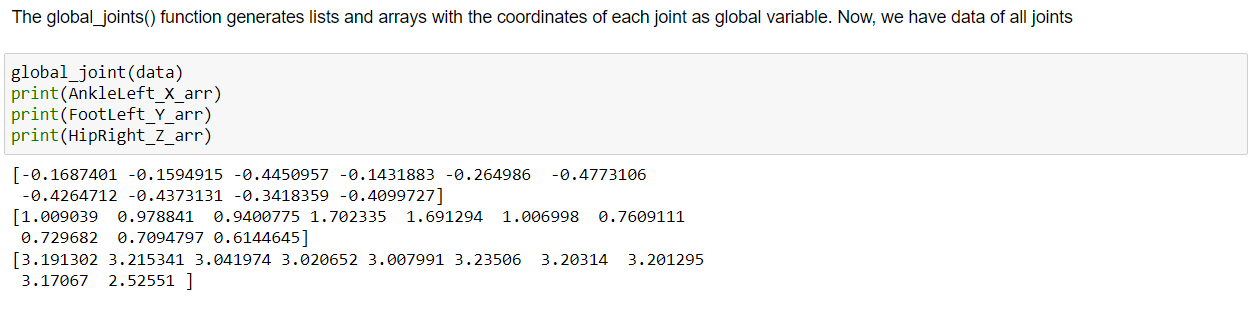 The global_joints() function generates lists and arrays with the coordinates of each joint as global variable. Now, we have data of all joints
global_joint(data)
print(AnkleLeft_X_arr)
print(FootLeft_Y_arr)
print(HipRight_Z_arr)
[-0.1687401 -0.1594915 -0.4450957 -0.1431883 -0.264986  -0.4773106
 -0.4264712 -0.4373131 -0.3418359 -0.4099727]
[1.009039  0.978841  0.9400775 1.702335  1.691294  1.006998  0.7609111
 0.729682  0.7094797 0.6144645]
[3.191302 3.215341 3.041974 3.020652 3.007991 3.23506  3.20314  3.201295
 3.17067  2.52551 ]